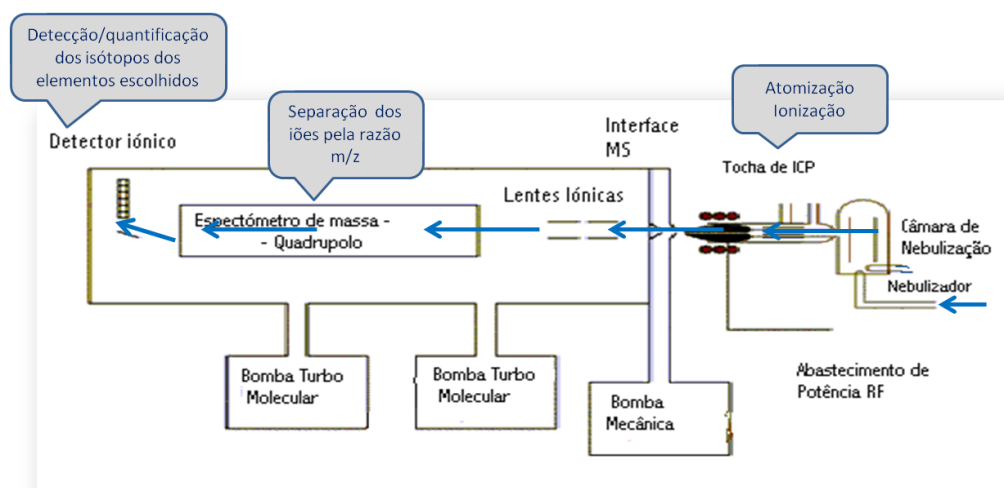 Detecção/quantificação
dos isótopos dos
elementos escolhidos
Separação dos
iões pela razão
m/z
Atomização
Ionização
Detector iónico
Interface
MS
Tocha de ICP
Lentes Iónicas
Espectómetro de massa -
- Quadrupolo
Câmara de
Nebulização
Nebulizador
Bomba Turbo
Molecular
Bomba Turbo
Molecular
Bomba
Mecânica
Abastecimento de
Potência RF